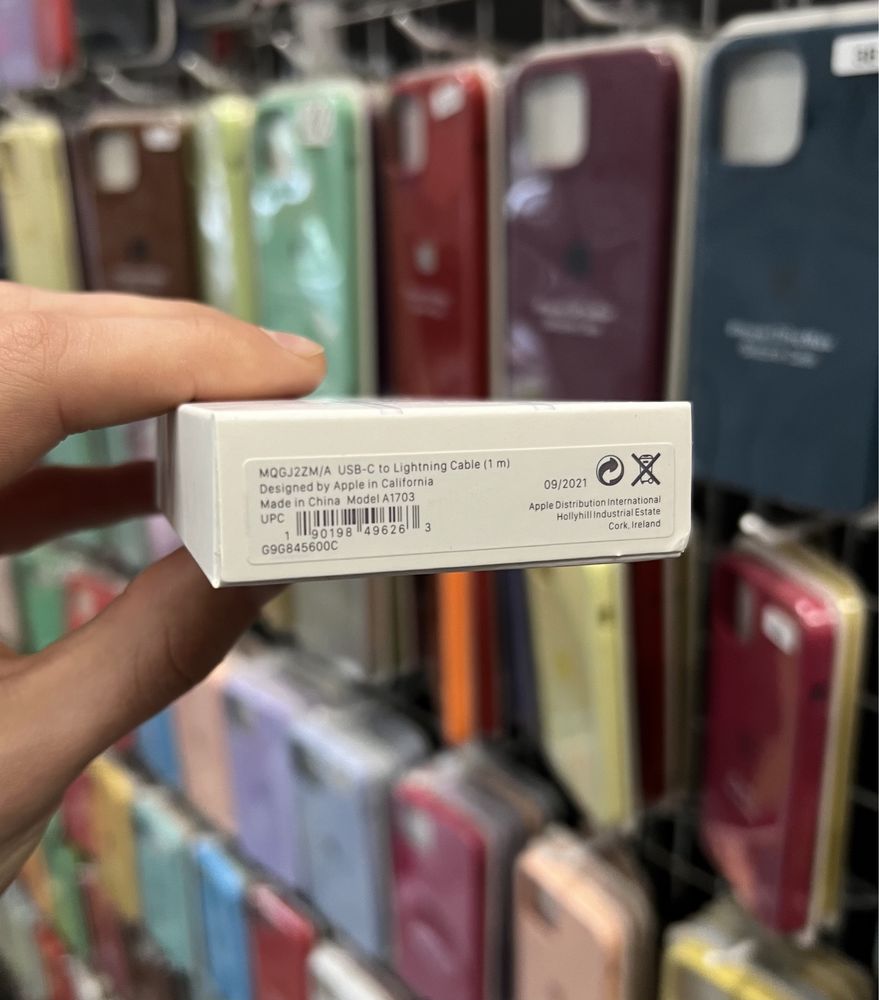 MQGJ2ZM/A USB-C to Lightning Cable (1 m)
Designed by Apple in California
Made in China Model A1703
UPC
1 90198 49626 3
G9G845600C
09/2021
Apple Distribution International
Hollyhill Industrial Estate
Cork, Ireland